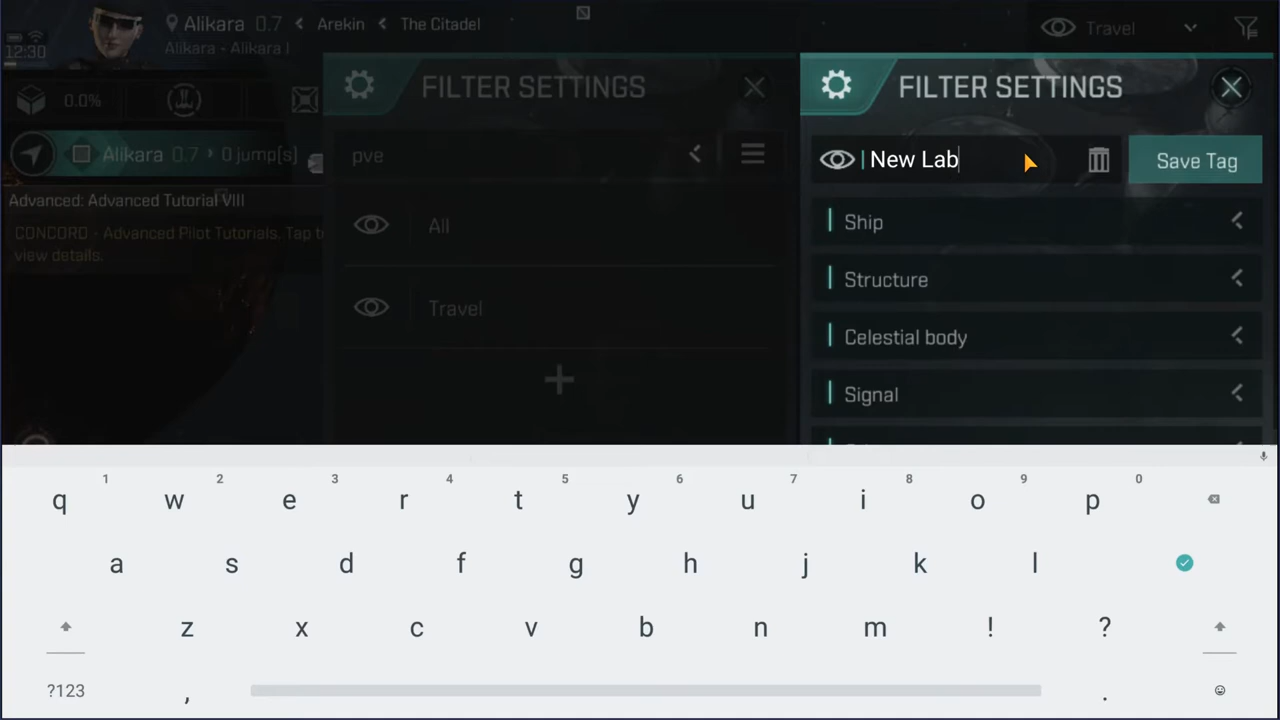 Alikara 0.7 < Arekin < The Citadel
Alikara - Alikara I
12:30
Travel
FILTER SETTINGS
FILTER SETTINGS
0.0%
pve
New Lab
Save Tag
Alikara 0.7 › 0 jump[s]
Advanced: Advanced Tutorial VIII
CONCORD - Advanced Pilot Tutorials. Tap t
view details.
All
Travel
Ship
Structure
Celestial body
Signal
1 2 3 4 5 6 7 8 9 0
q w e r t y u i o p
a s d f g h j k l
z x c v b n m ! ?
?123 , .